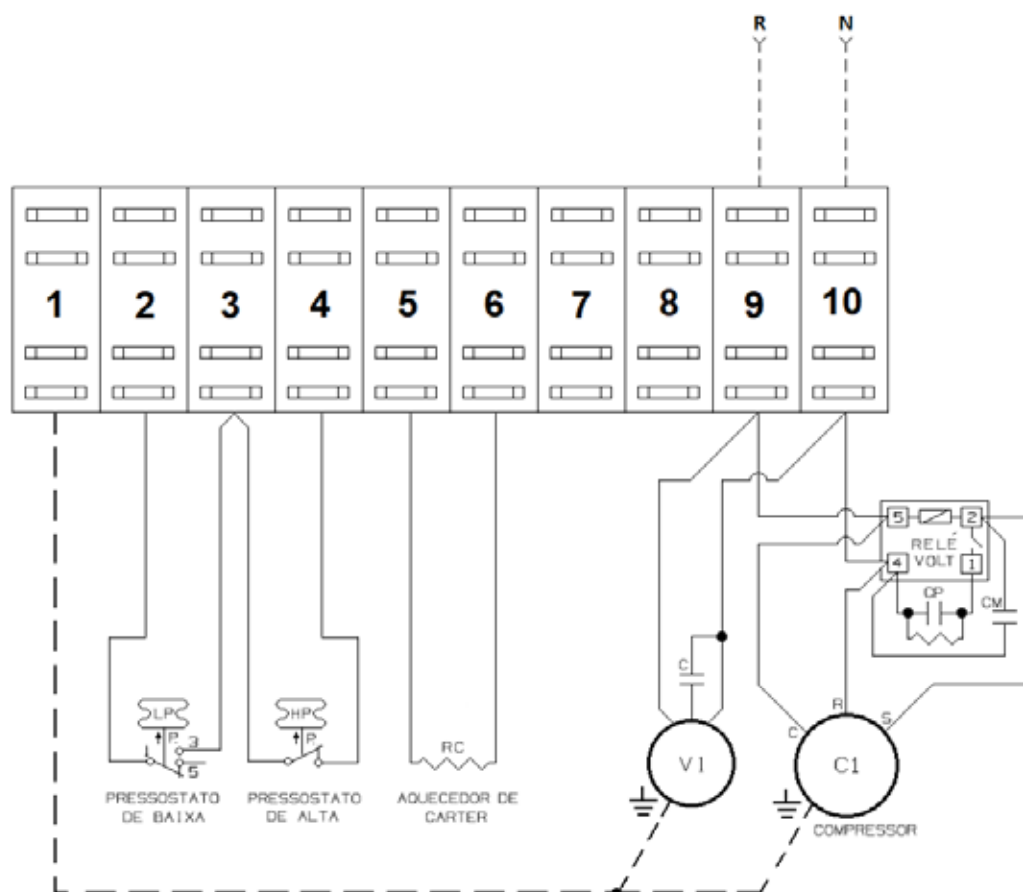 R N
1 2 3 4 5 6 7 8 9 10
5 2
RELÉ
VOLT
4 1
CP
CM
C
LP
P.
3
5
HP
P.
RC
R
C
S
V1
C1
PRESSOSTATO
DE BAIXA
PRESSOSTATO
DE ALTA
AQUECEDOR DE
CARTER
COMPRESSOR